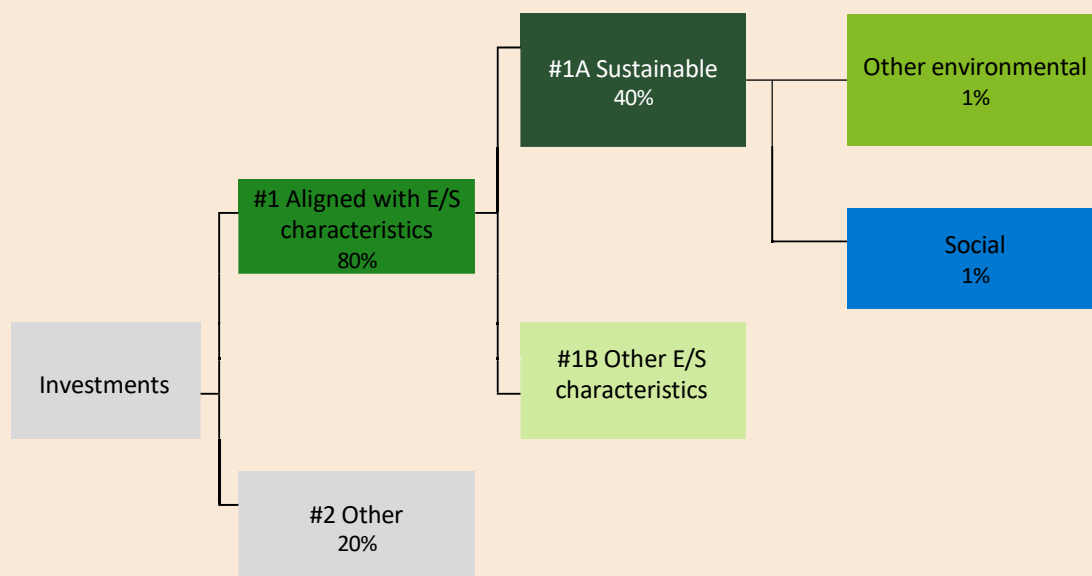 #1A Sustainable
40%
Other environmental
1%
#1 Aligned with E/S
characteristics
80%
Social
1%
Investments
#1B Other E/S
characteristics
#2 Other
20%